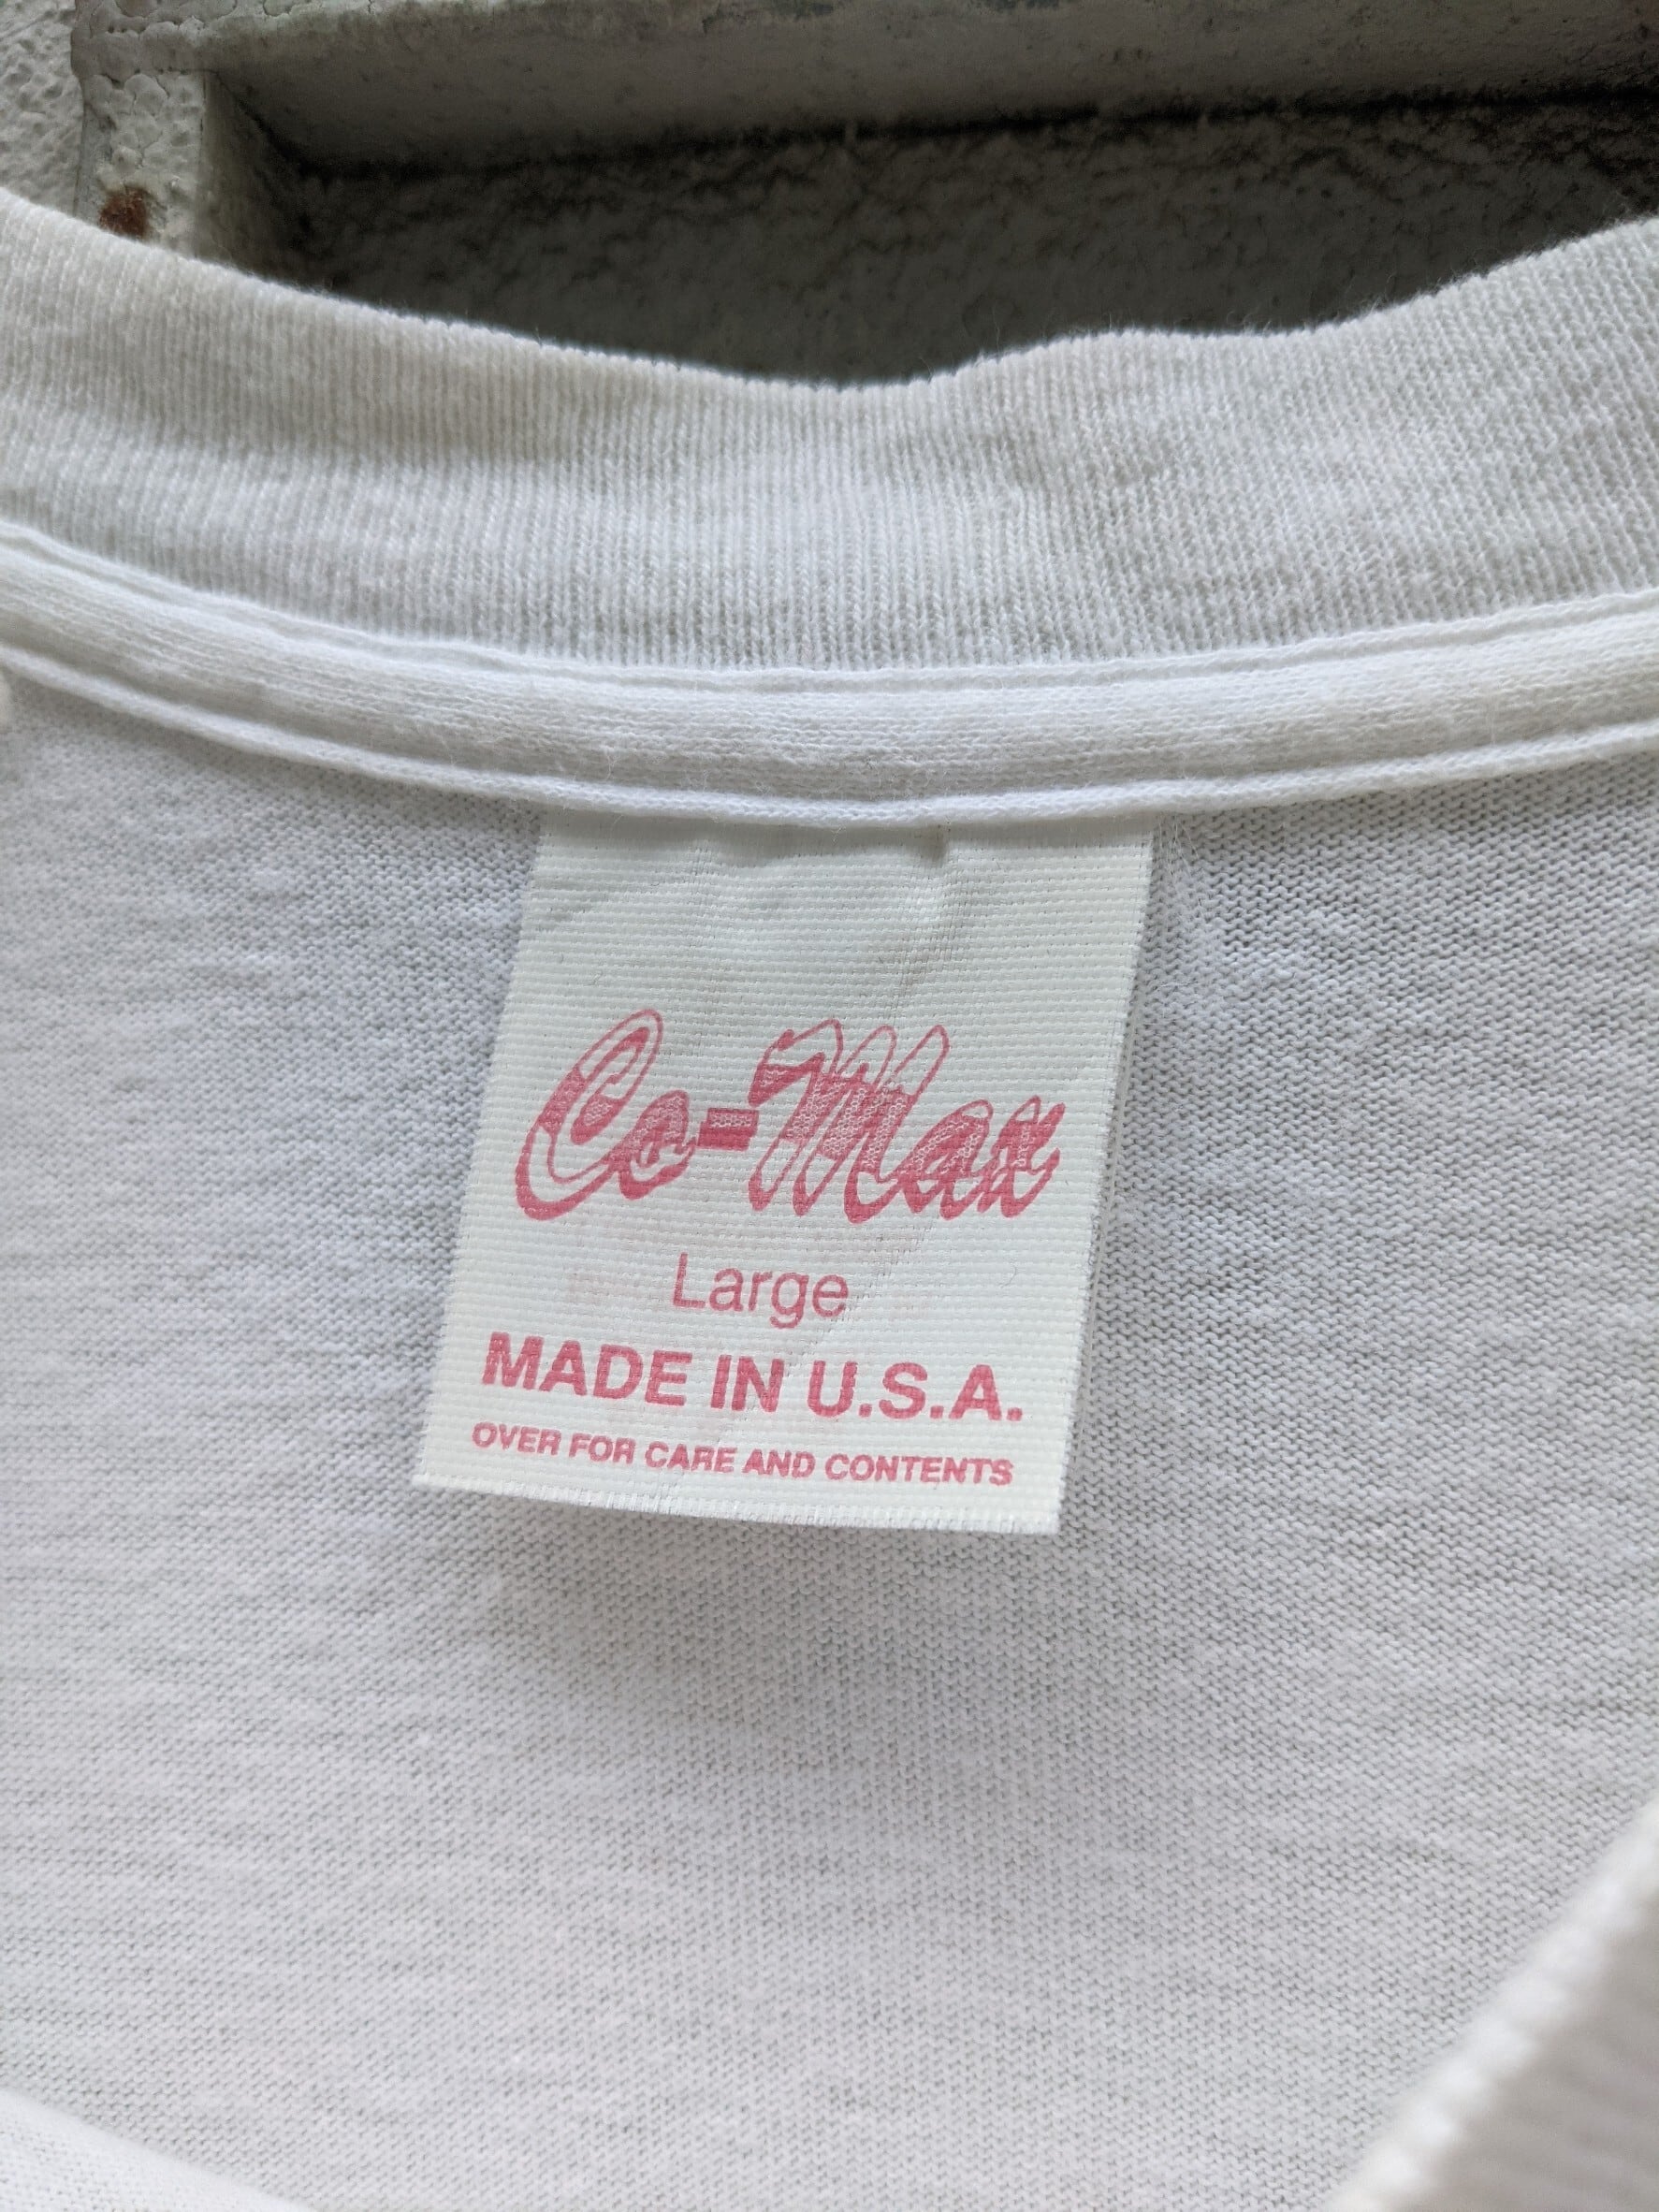 Co-Max
Large
MADE IN U.S.A.
OVER FOR CARE AND CONTENTS